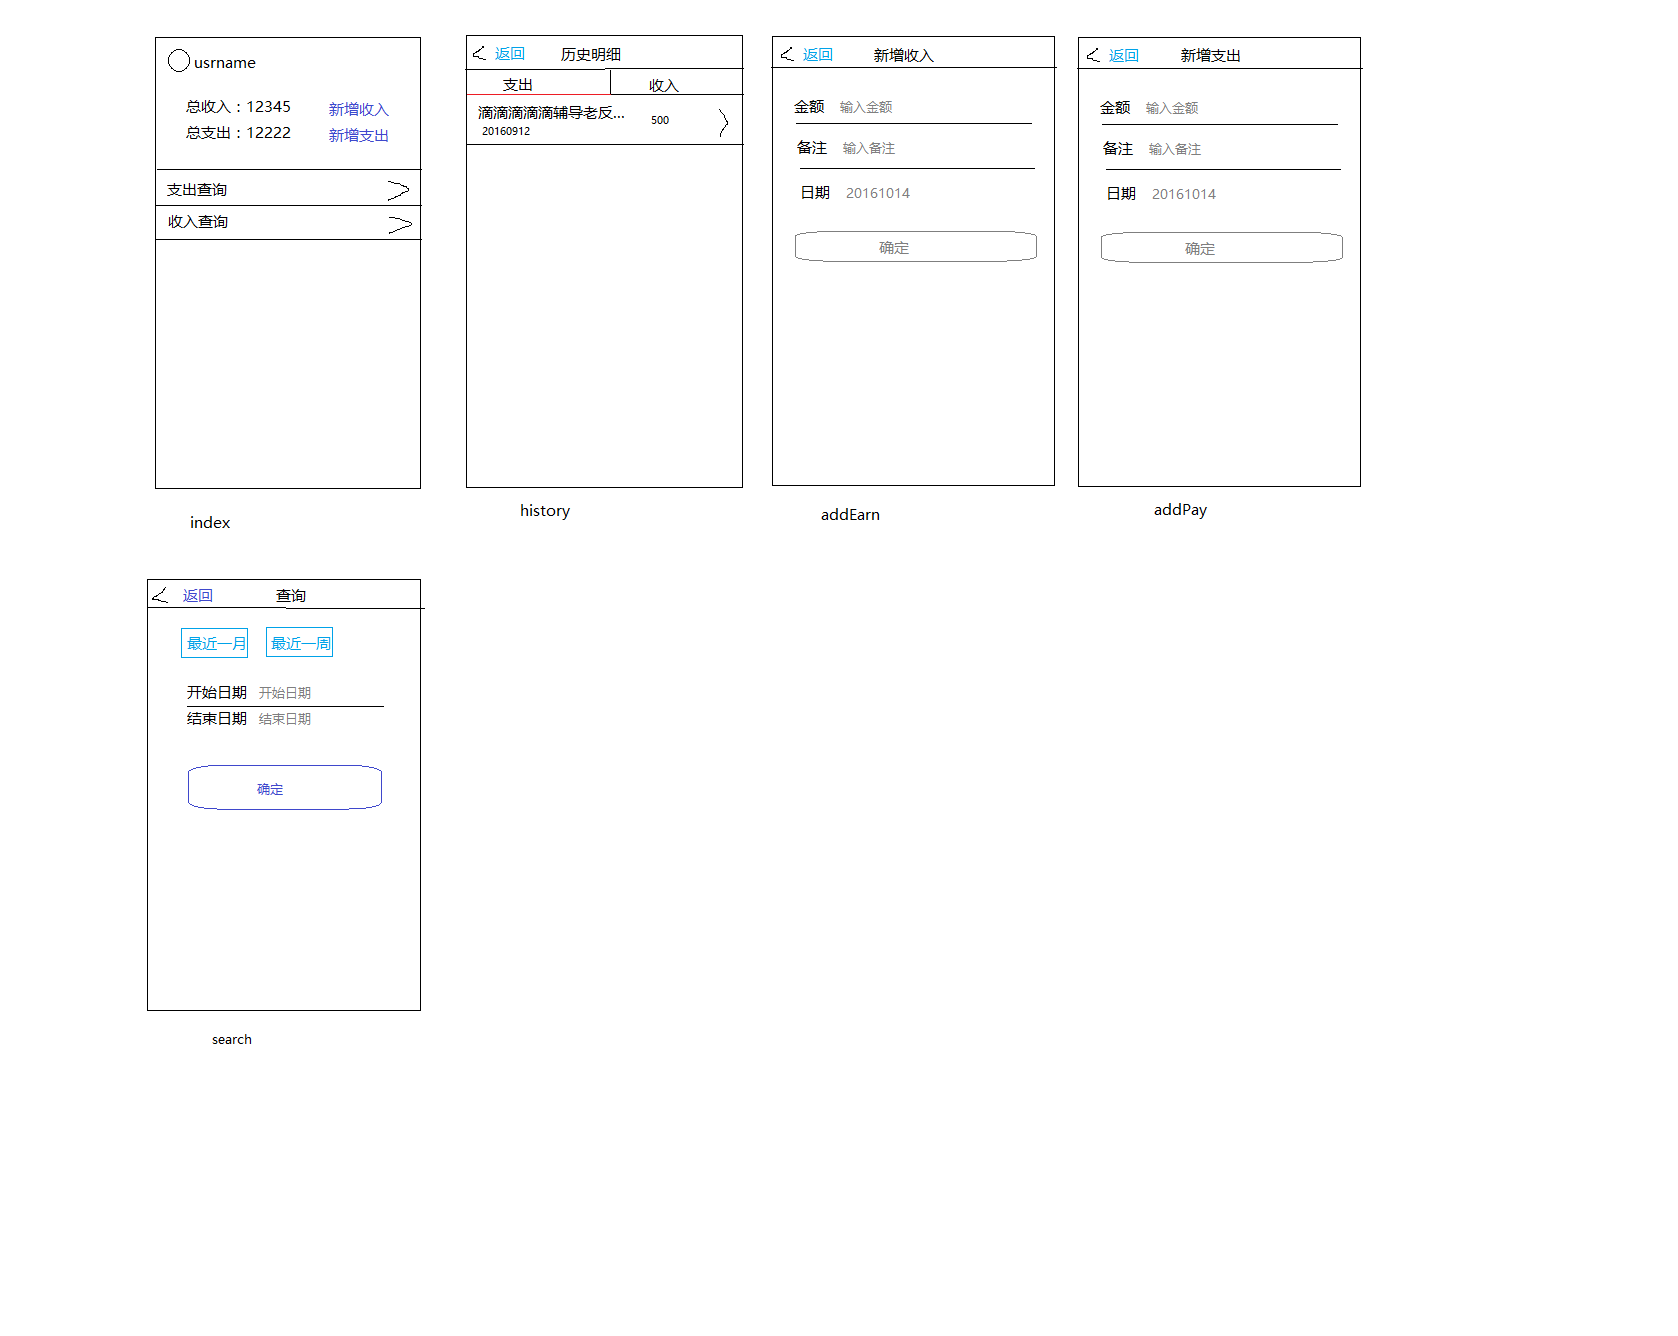 usrname
总收入：12345
新增收入
总支出：12222
新增支出
支出查询
收入查询
index
返回
历史明细
支出
收入
滴滴滴滴滴辅导老反...
500
20160912
history
返回
新增收入
金额 输入金额
备注 输入备注
日期 20161014
确定
addEarn
返回
新增支出
金额 输入金额
备注 输入备注
日期 20161014
确定
addPay
返回
查询
最近一月
最近一周
开始日期 开始日期
结束日期 结束日期
确定
search